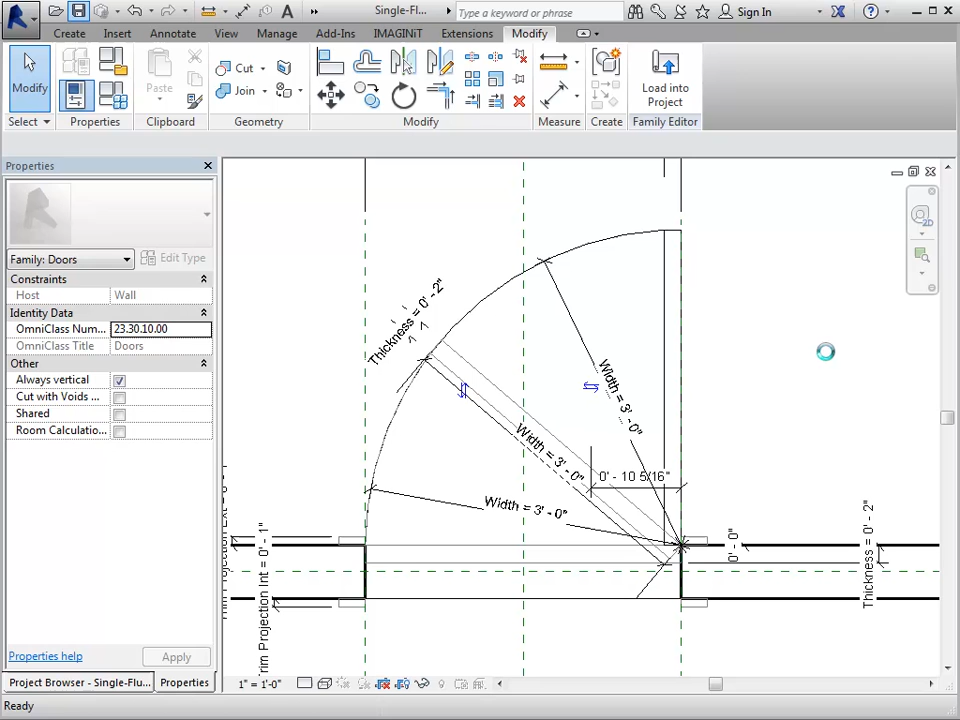 Single-Flu...
Type a keyword or phrase
Sign In
Create
Insert
Annotate
View
Manage
Add-Ins
IMAGINiT
Extensions
Modify
Modify
Paste
Cut
Join
Load into
Project
Select
Properties
Clipboard
Geometry
Modify
Measure
Create
Family Editor
Properties
Family: Doors
Edit Type
Constraints
Host
Wall
Identity Data
OmniClass Num...
23.30.10.00
OmniClass Title
Doors
Other
Always vertical
Cut with Voids ...
Shared
Room Calculatio...
Properties help
Apply
Project Browser - Single-Flu...
Properties
Thickness = 0' - 2"
Width = 3' - 0"
Width = 3' - 0"
Width = 3' - 0"
0' - 10 5/16"
0' - 0"
Thickness = 0' - 2"
rim Projection Int = 0' - 1"
1" = 1'-0"
2D
Ready